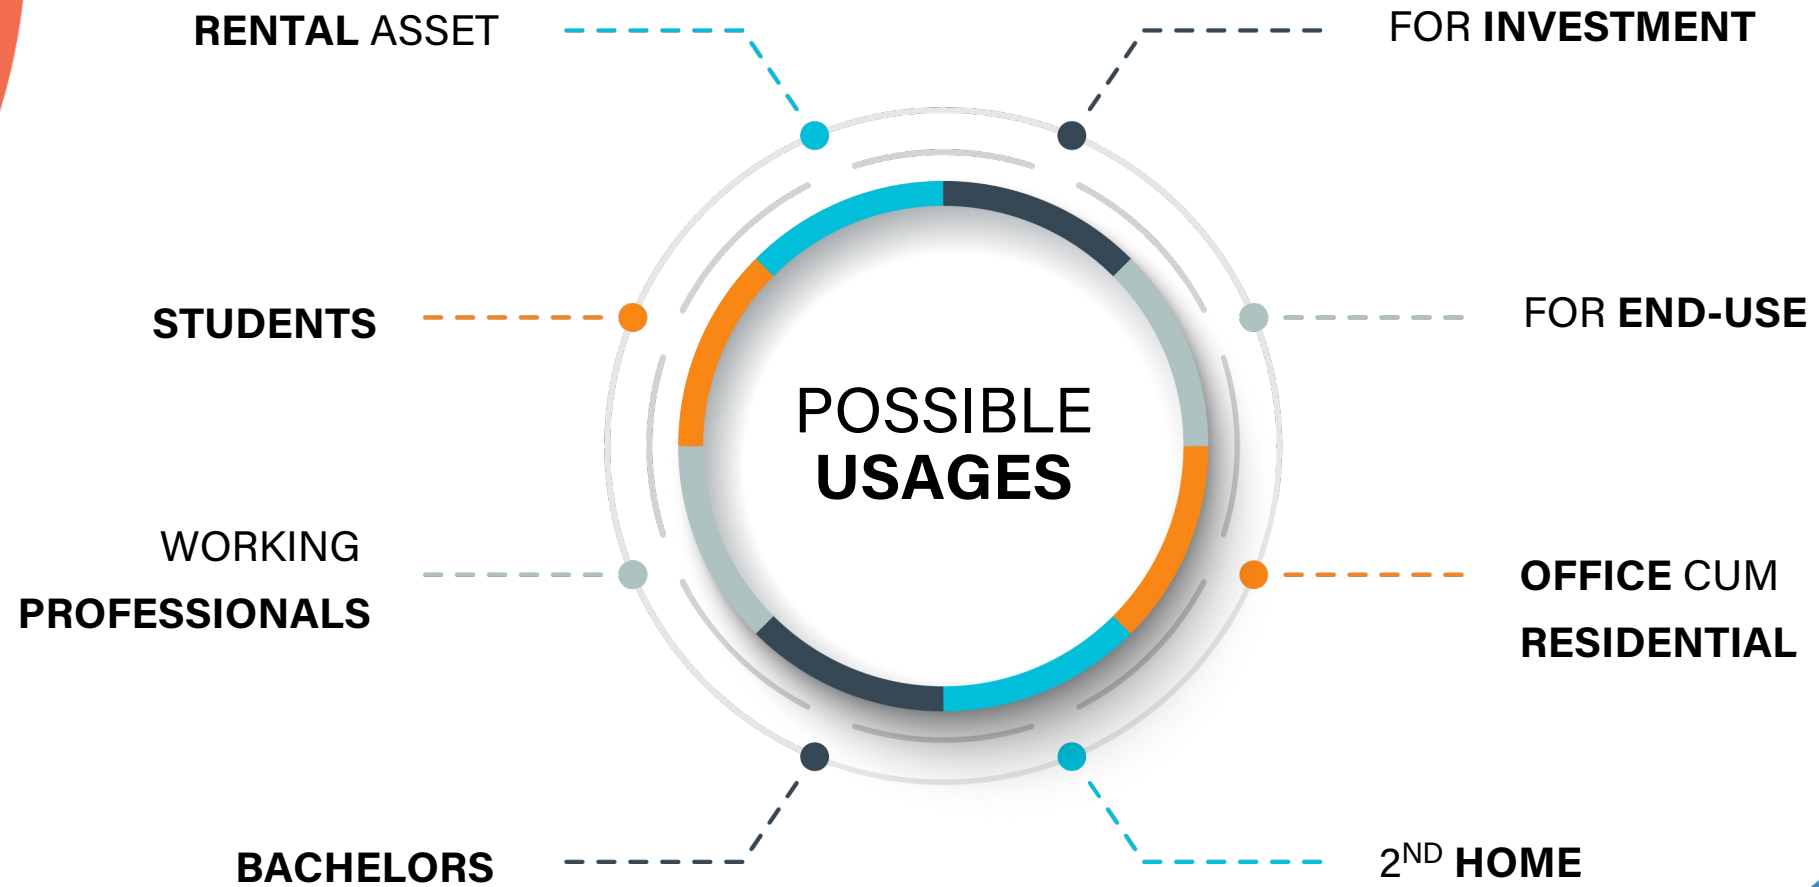 RENTAL ASSET
FOR INVESTMENT
STUDENTS
FOR END-USE
POSSIBLE
USAGES
WORKING
PROFESSIONALS
OFFICE CUM
RESIDENTIAL
BACHELORS
2ND HOME